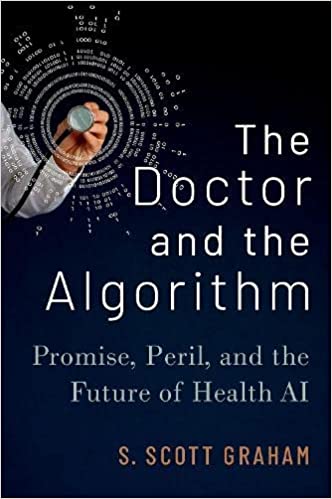 The
Doctor
and the
Algorithm
Promise, Peril, and the
Future of Health AI
S. SCOTT GRAHAM